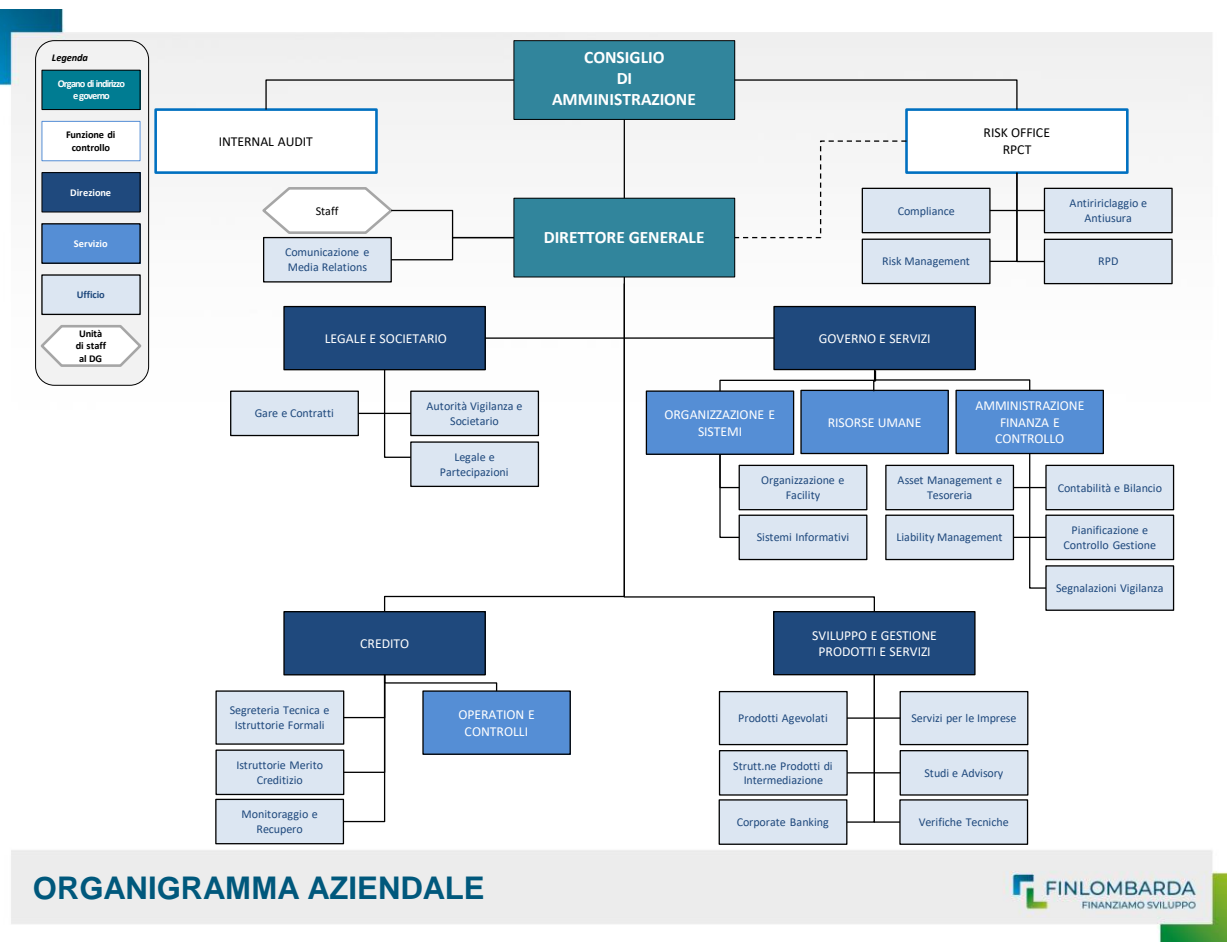 Legenda
Organo di indirizzo
e governo
Funzione di
controllo
Direzione
Servizio
Ufficio
Unità
di staff
al DG
CONSIGLIO
DI
AMMINISTRAZIONE
INTERNAL AUDIT
RISK OFFICE
RPCT
Compliance
Antiririclaggio e
Antiusura
Risk Management
RPD
Staff
Comunicazione e
Media Relations
DIRETTORE GENERALE
LEGALE E SOCIETARIO
Gare e Contratti
Autorità Vigilanza e
Societario
Legale e
Partecipazioni
GOVERNO E SERVIZI
ORGANIZZAZIONE E
SISTEMI
RISORSE UMANE
AMMINISTRAZIONE
FINANZA E
CONTROLLO
Organizzazione e
Facility
Sistemi Informativi
Asset Management e
Tesoreria
Contabilità e Bilancio
Liability Management
Pianificazione e
Controllo Gestione
Segnalazioni Vigilanza
CREDITO
Segreteria Tecnica e
Istruttorie Formali
OPERATION E
CONTROLLI
Istruttorie Merito
Creditizio
Monitoraggio e
Recupero
SVILUPPO E GESTIONE
PRODOTTI E SERVIZI
Prodotti Agevolati
Servizi per le Imprese
Strutt.ne Prodotti di
Intermediazione
Studi e Advisory
Corporate Banking
Verifiche Tecniche
ORGANIGRAMMA AZIENDALE
FINLOMBARDA
FINANZIAMO SVILUPPO